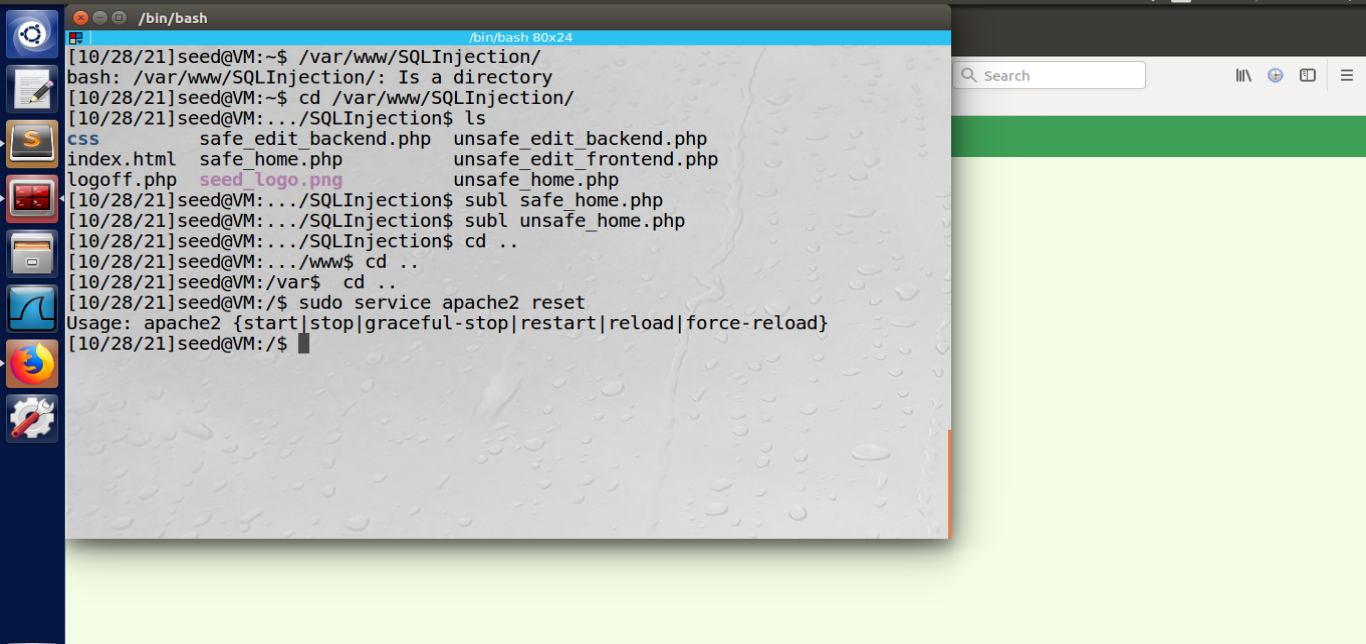 /bin/bash
/bin/bash 80x24
[10/28/21]seed@VM:~$ /var/www/SQLInjection/
bash: /var/www/SQLInjection/: Is a directory
[10/28/21]seed@VM:~$ cd /var/www/SQLInjection/
[10/28/21]seed@VM:.../SQLInjection$ ls
css safe_edit_backend.php unsafe_edit_backend.php
index.html safe_home.php unsafe_edit_frontend.php
logoff.php seed_logo.png unsafe_home.php
[10/28/21]seed@VM:.../SQLInjection$ subl safe_home.php
[10/28/21]seed@VM:.../SQLInjection$ subl unsafe_home.php
[10/28/21]seed@VM:.../SQLInjection$ cd ..
[10/28/21]seed@VM:.../www$ cd ..
[10/28/21]seed@VM:/var$  cd ..
[10/28/21]seed@VM:/$ sudo service apache2 reset
Usage: apache2 {start|stop|graceful-stop|restart|reload|force-reload}
[10/28/21]seed@VM:/$
Search